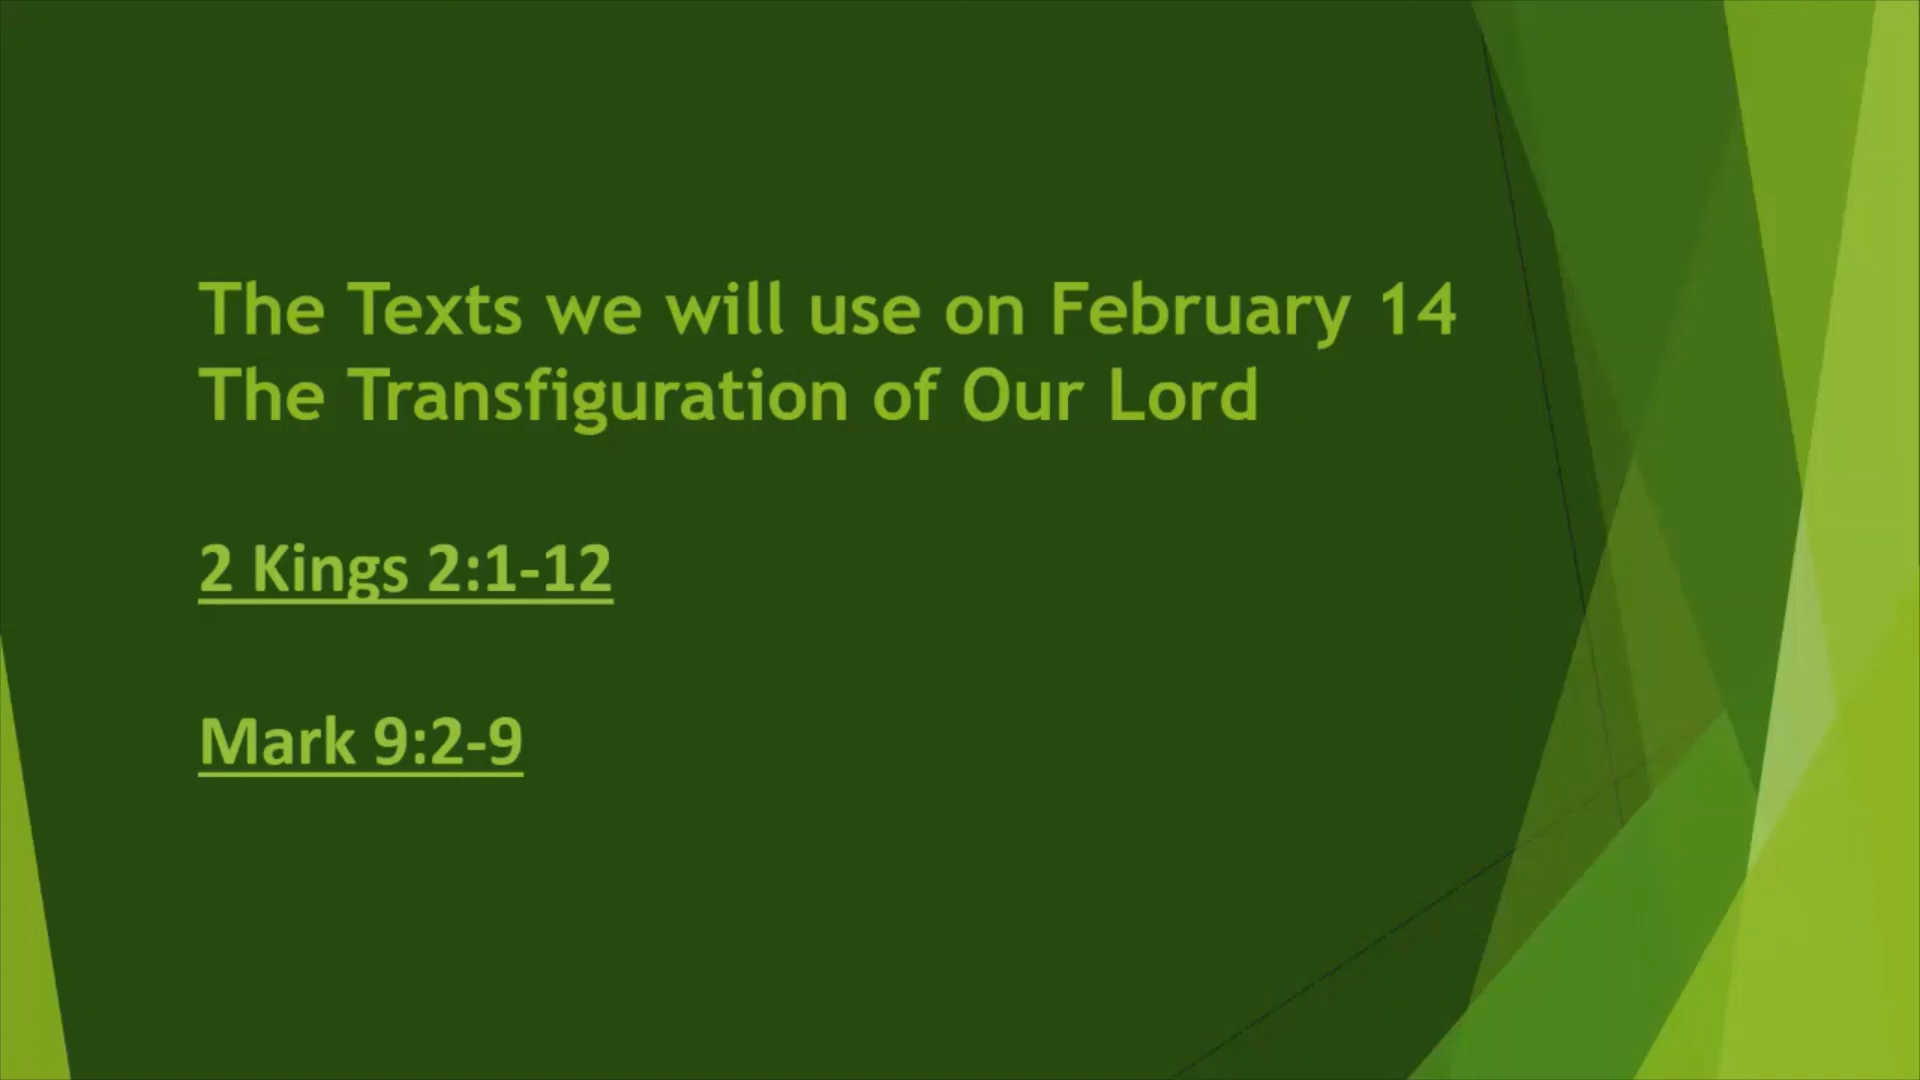 The Texts we will use on February 14
The Transfiguration of Our Lord
2 Kings 2:1-12
Mark 9:2-9